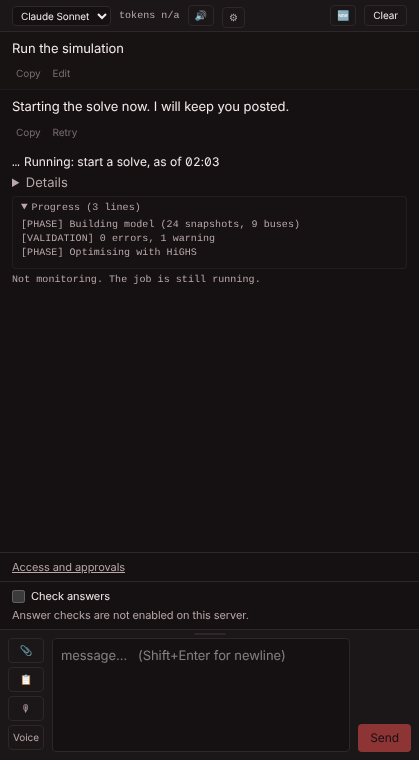 Claude Sonnet tokens n/a Clear
Run the simulation
Copy Edit
Starting the solve now. I will keep you posted.
Copy Retry
… Running: start a solve, as of 02:03
▶ Details
▼ Progress (3 lines)
[PHASE] Building model (24 snapshots, 9 buses)
[VALIDATION] 0 errors, 1 warning
[PHASE] Optimising with HiGHS
Not monitoring. The job is still running.
Access and approvals
Check answers
Answer checks are not enabled on this server.
message... (Shift+Enter for newline)
Voice
Send